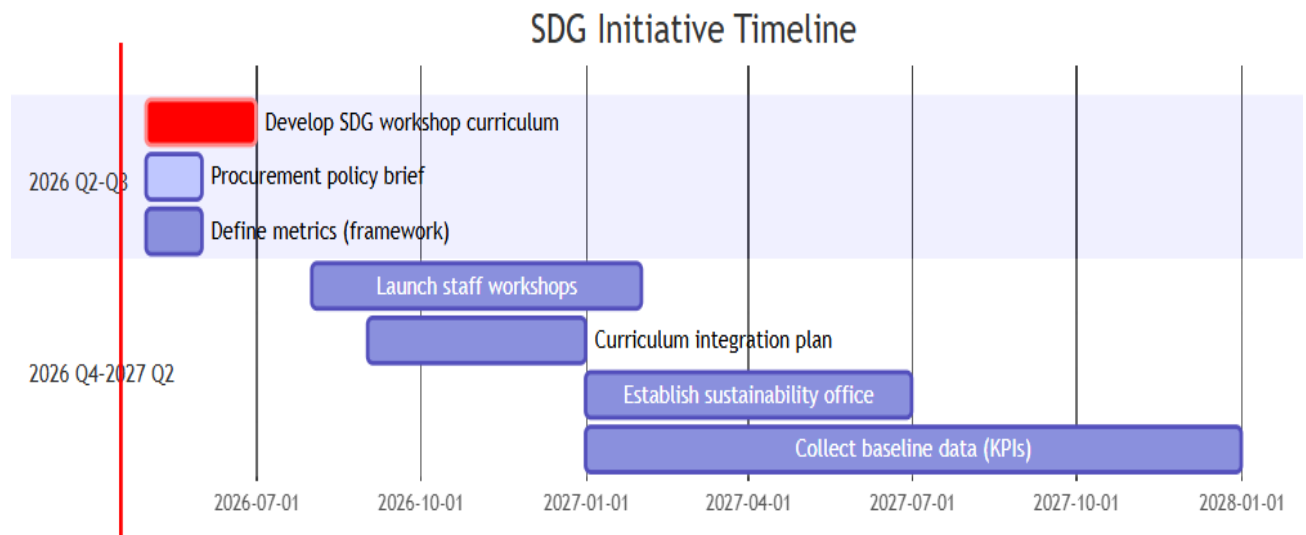 SDG Initiative Timeline
Develop SDG workshop curriculum
2026 Q2-Q3
Procurement policy brief
Define metrics (framework)
Launch staff workshops
Curriculum integration plan
2026 Q4-2027 Q2
Establish sustainability office
Collect baseline data (KPIs)
2026-07-01
2026-10-01
2027-01-01
2027-04-01
2027-07-01
2027-10-01
2028-01-01